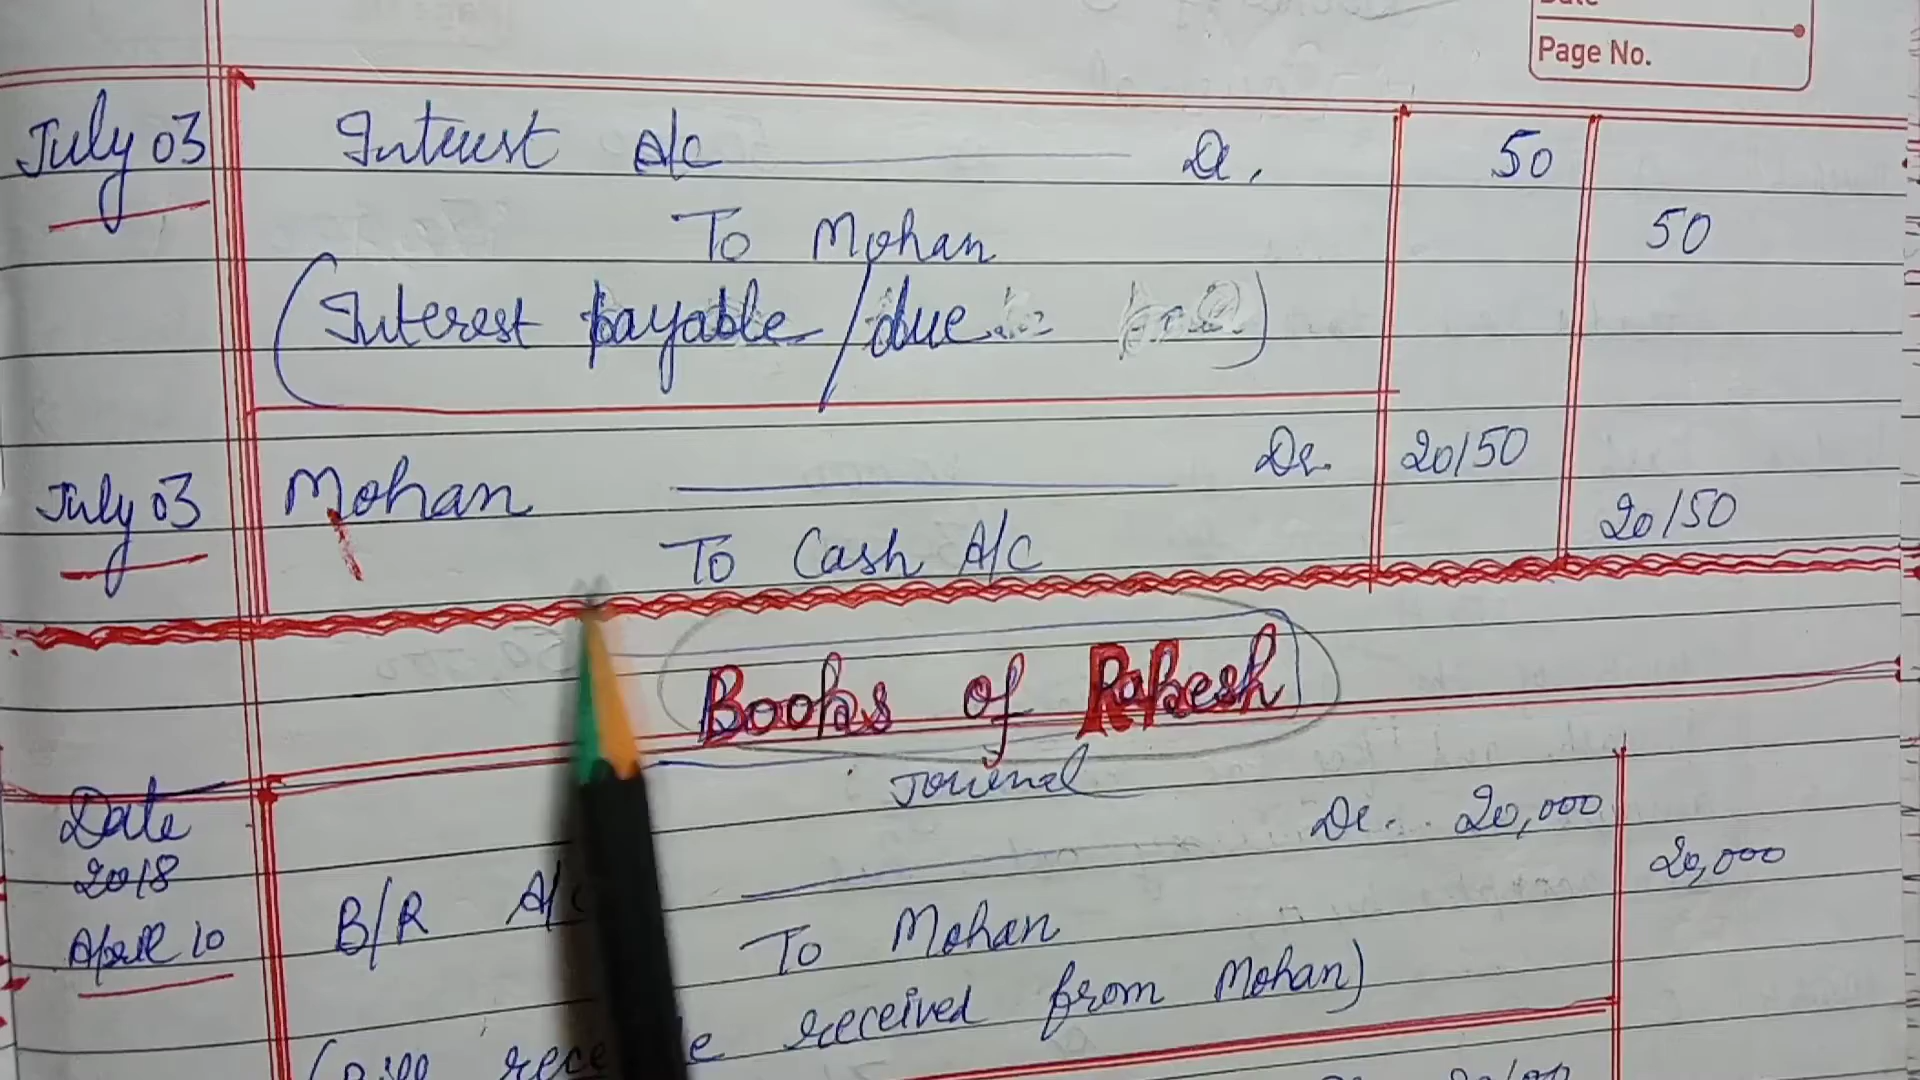 Page No.
July 03 Interest A/c Dr. 50
To Mohan 50
(Interest payable/due )
July 03 Mohan Dr. 20150
To Cash A/C 20150
Books of Rakesh
Journal
Date
2018
April 10 B/R A/c Dr. 20,000
To Mohan 20,000
received from Mohan)